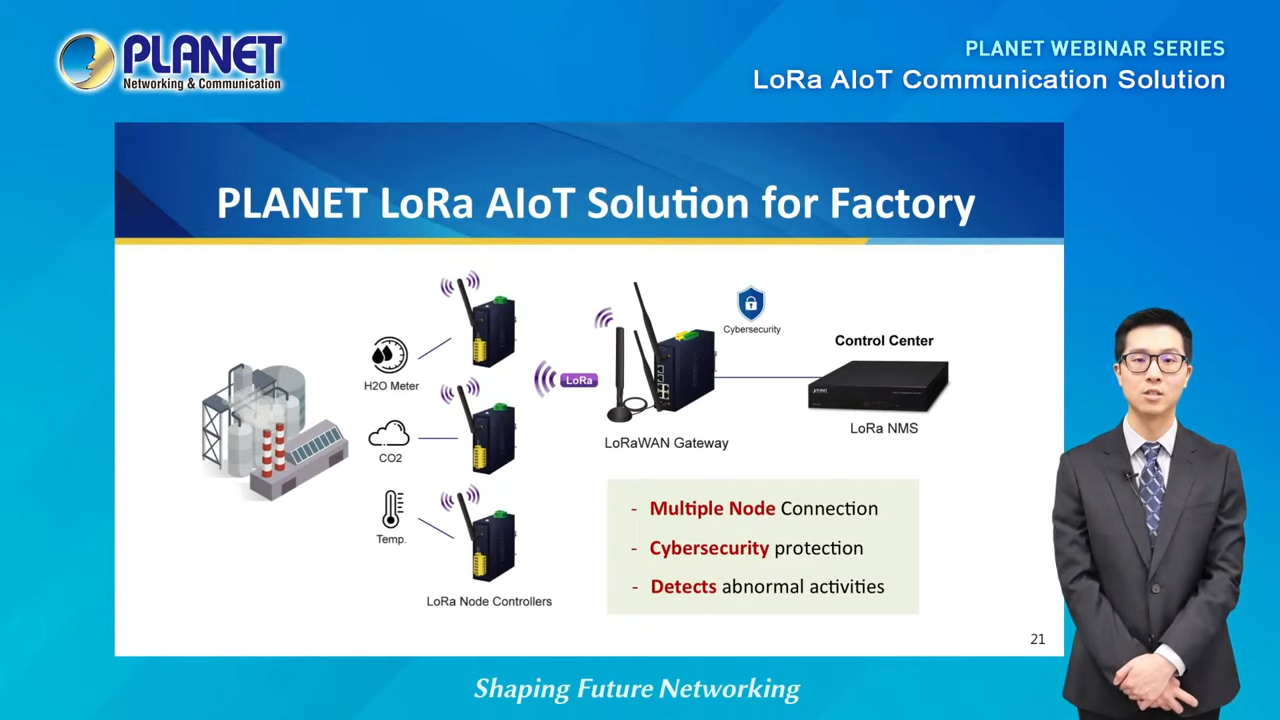 PLANET
Networking & Communication
PLANET WEBINAR SERIES
LoRa AIoT Communication Solution
PLANET LoRa AIoT Solution for Factory
H2O Meter
CO2
Temp.
LoRa Node Controllers
LoRa
LoRaWAN Gateway
Cybersecurity
Control Center
LoRa NMS
- Multiple Node Connection
- Cybersecurity protection
- Detects abnormal activities
21
Shaping Future Networking